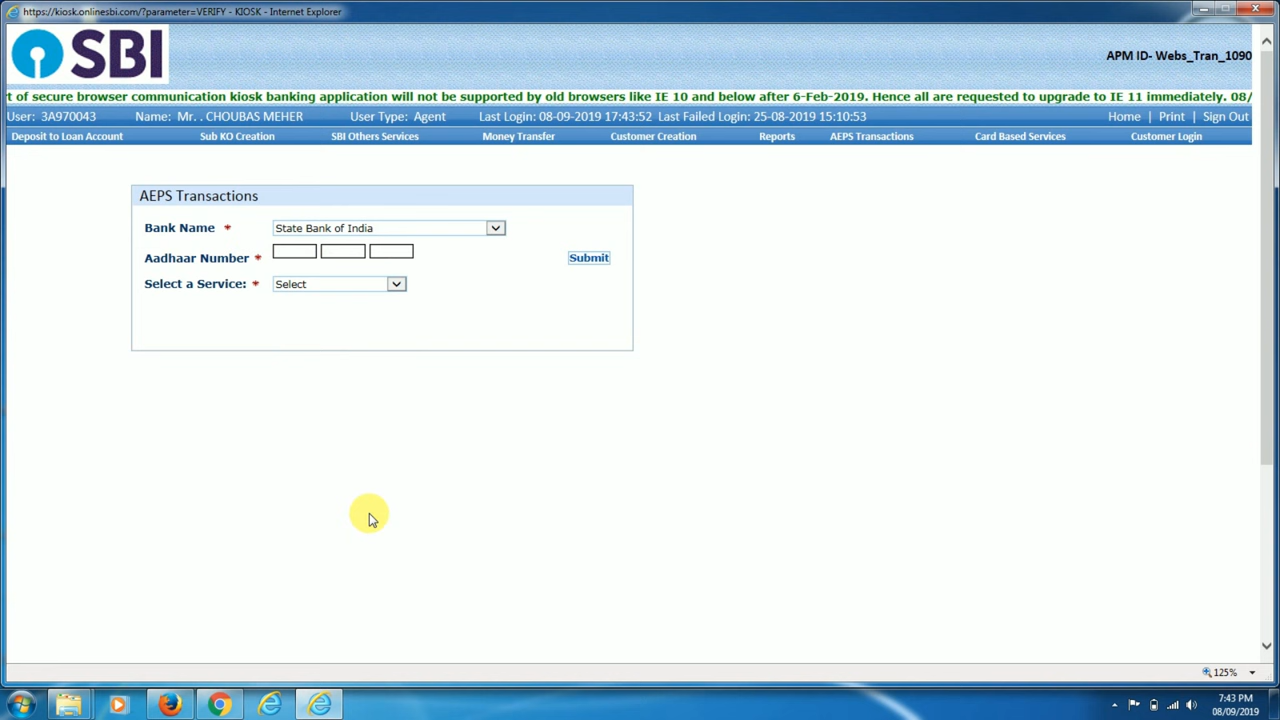 https://kiosk.onlinesbi.com/?parameter=VERIFY - KIOSK - Internet Explorer
SBI
APM ID- Webs_Tran_1090
t of secure browser communication kiosk banking application will not be supported by old browsers like IE 10 and below after 6-Feb-2019. Hence all are requested to upgrade to IE 11 immediately. 08/
User: 3A970043 Name: Mr. . CHOUBAS MEHER User Type: Agent Last Login: 08-09-2019 17:43:52 Last Failed Login: 25-08-2019 15:10:53 Home | Print | Sign Out
Deposit to Loan Account Sub KO Creation SBI Others Services Money Transfer Customer Creation Reports AEPS Transactions Card Based Services Customer Login
AEPS Transactions
Bank Name * State Bank of India
Aadhaar Number * Submit
Select a Service: * Select
125%
7:43 PM
08/09/2019